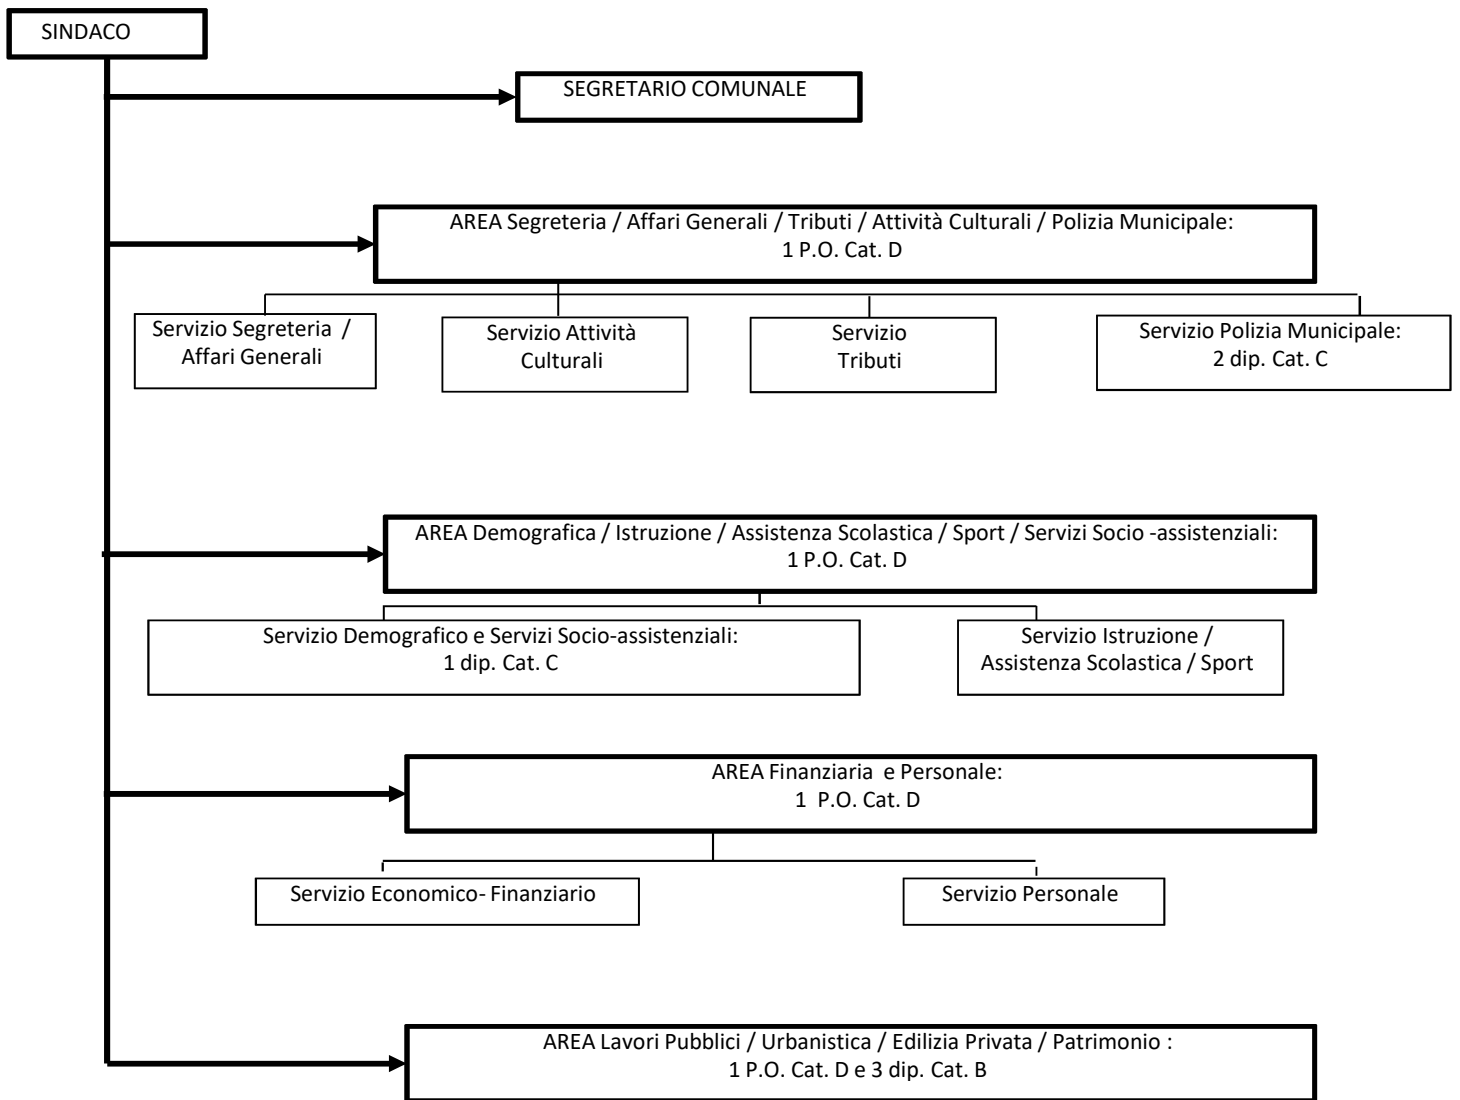 SINDACO
SEGRETARIO COMUNALE
AREA Segreteria / Affari Generali / Tributi / Attività Culturali / Polizia Municipale:
1 P.O. Cat. D
Servizio Segreteria /
Affari Generali
Servizio Attività
Culturali
Servizio
Tributi
Servizio Polizia Municipale:
2 dip. Cat. C
AREA Demografica / Istruzione / Assistenza Scolastica / Sport / Servizi Socio -assistenziali:
1 P.O. Cat. D
Servizio Demografico e Servizi Socio-assistenziali:
1 dip. Cat. C
Servizio Istruzione /
Assistenza Scolastica / Sport
AREA Finanziaria e Personale:
1 P.O. Cat. D
Servizio Economico- Finanziario
Servizio Personale
AREA Lavori Pubblici / Urbanistica / Edilizia Privata / Patrimonio :
1 P.O. Cat. D e 3 dip. Cat. B